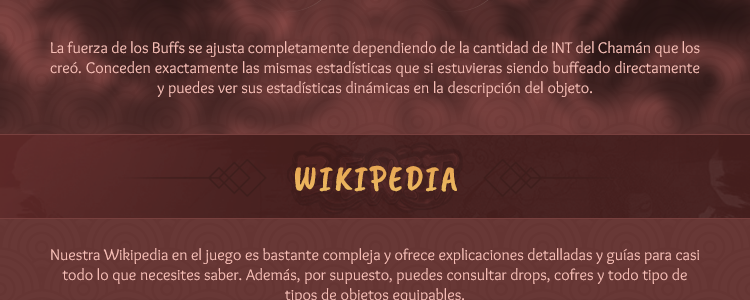 La fuerza de los Buffs se ajusta completamente dependiendo de la cantidad de INT del Chamán que los
creó. Conceden exactamente las mismas estadísticas que si estuvieras siendo buffeado directamente
y puedes ver sus estadísticas dinámicas en la descripción del objeto.
WIKIPEDIA
Nuestra Wikipedia en el juego es bastante compleja y ofrece explicaciones detalladas y guías para casi
todo lo que necesites saber. Además, por supuesto, puedes consultar drops, cofres y todo tipo de
tipos de objetos equipables.